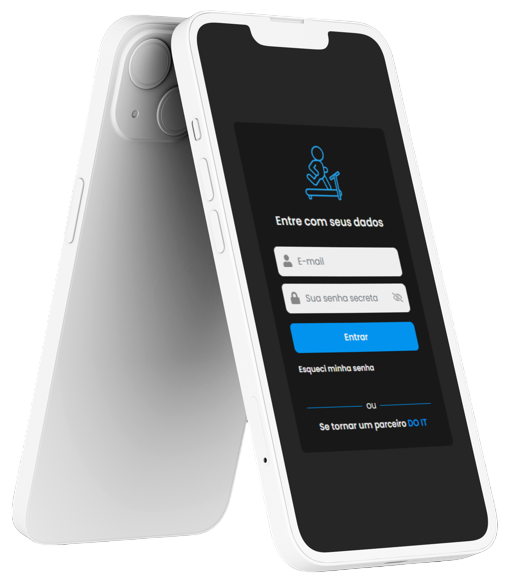 Entre com seus dados
E-mail
Sua senha secreta
Entrar
Esqueci minha senha
ou
Se tornar um parceiro DO IT